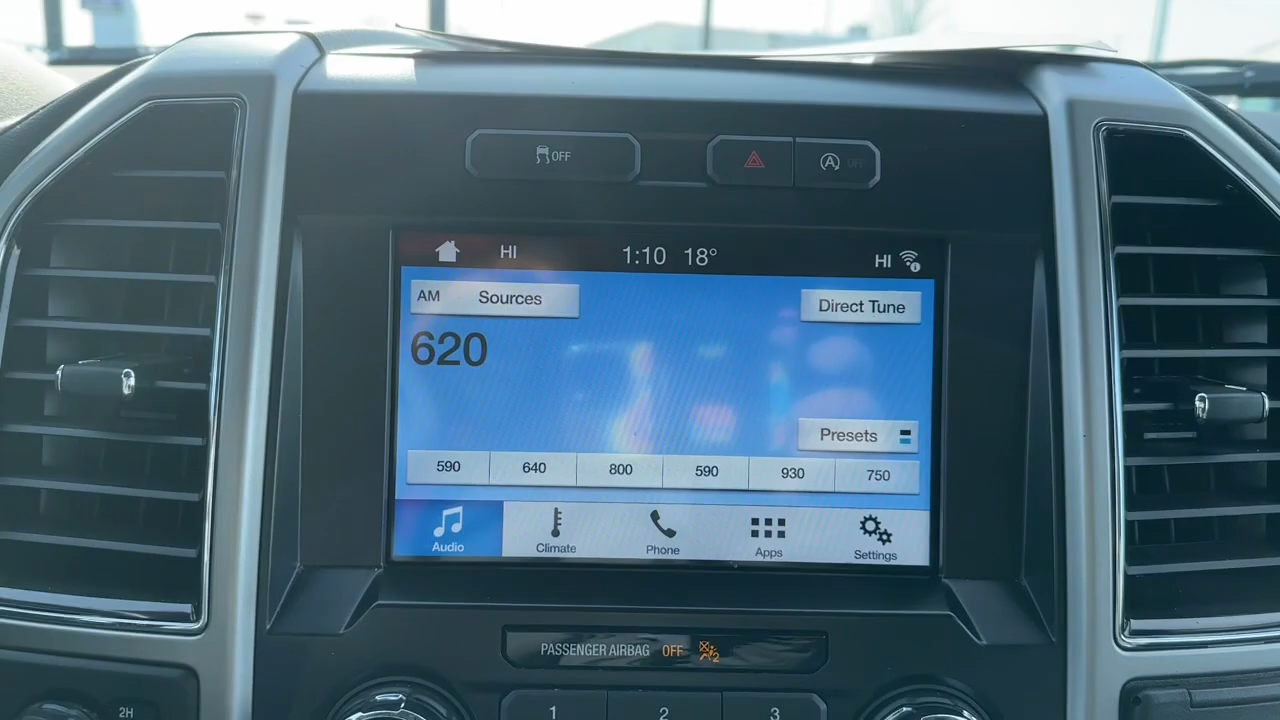 OFF
A OFF
HI 1:10 18° HI
AM Sources Direct Tune
620
Presets
590 640 800 590 930 750
Audio Climate Phone Apps Settings
PASSENGER AIRBAG OFF 2
1 2 3
2H